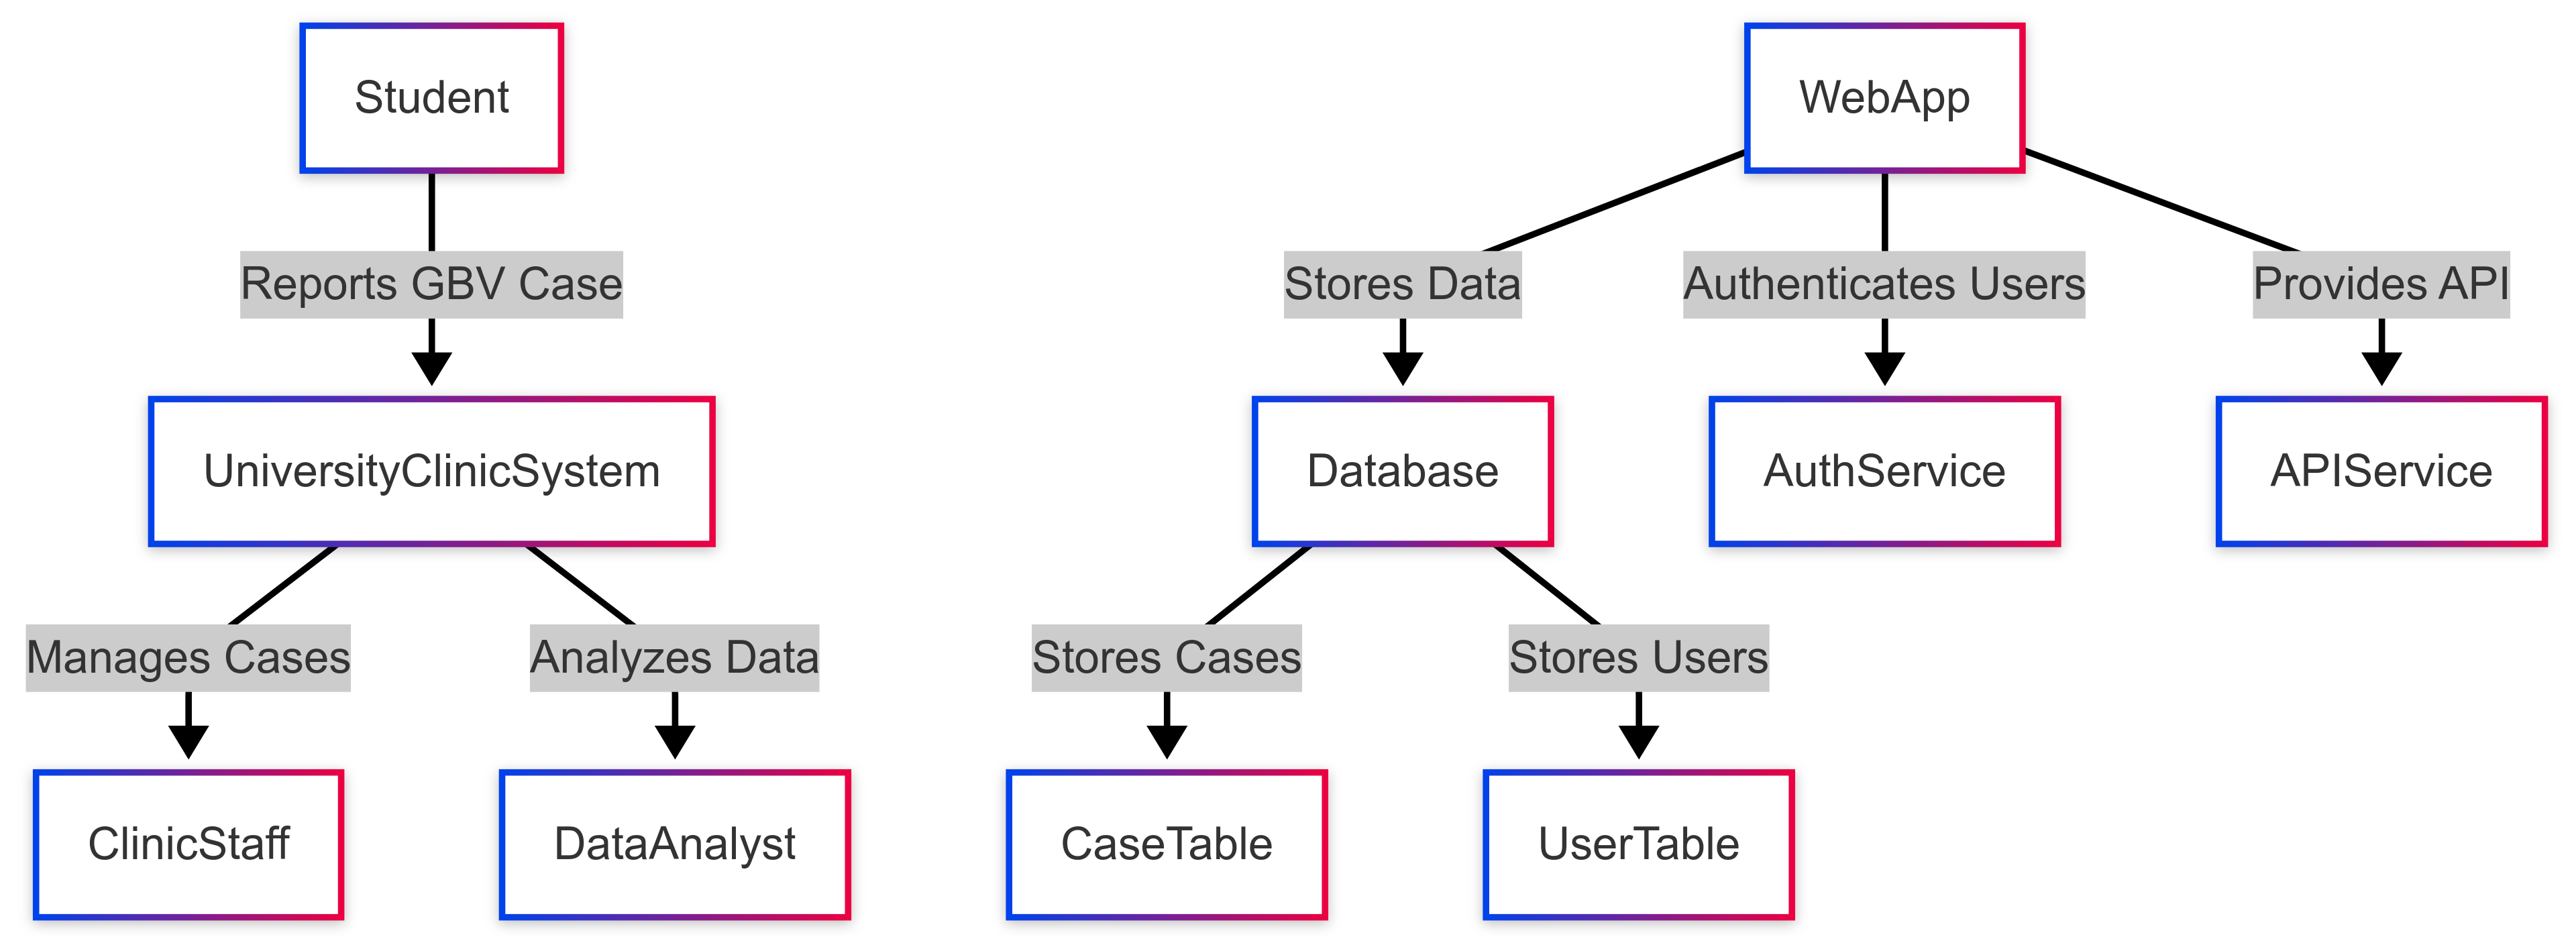 Student
WebApp
Reports GBV Case
Stores Data
Authenticates Users
Provides API
UniversityClinicSystem
Database
AuthService
APIService
Manages Cases
Analyzes Data
Stores Cases
Stores Users
ClinicStaff
DataAnalyst
CaseTable
UserTable